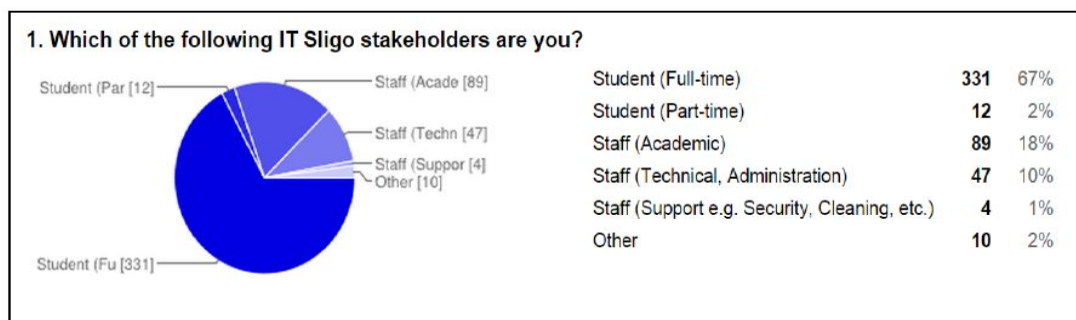 1. Which of the following IT Sligo stakeholders are you?
Student (Par [12]
Staff (Acade [89]
Staff (Techn [47]
Staff (Suppor [4]
Other [10]
Student (Fu [331]
Student (Full-time) 331 67%
Student (Part-time) 12 2%
Staff (Academic) 89 18%
Staff (Technical, Administration) 47 10%
Staff (Support e.g. Security, Cleaning, etc.) 4 1%
Other 10 2%